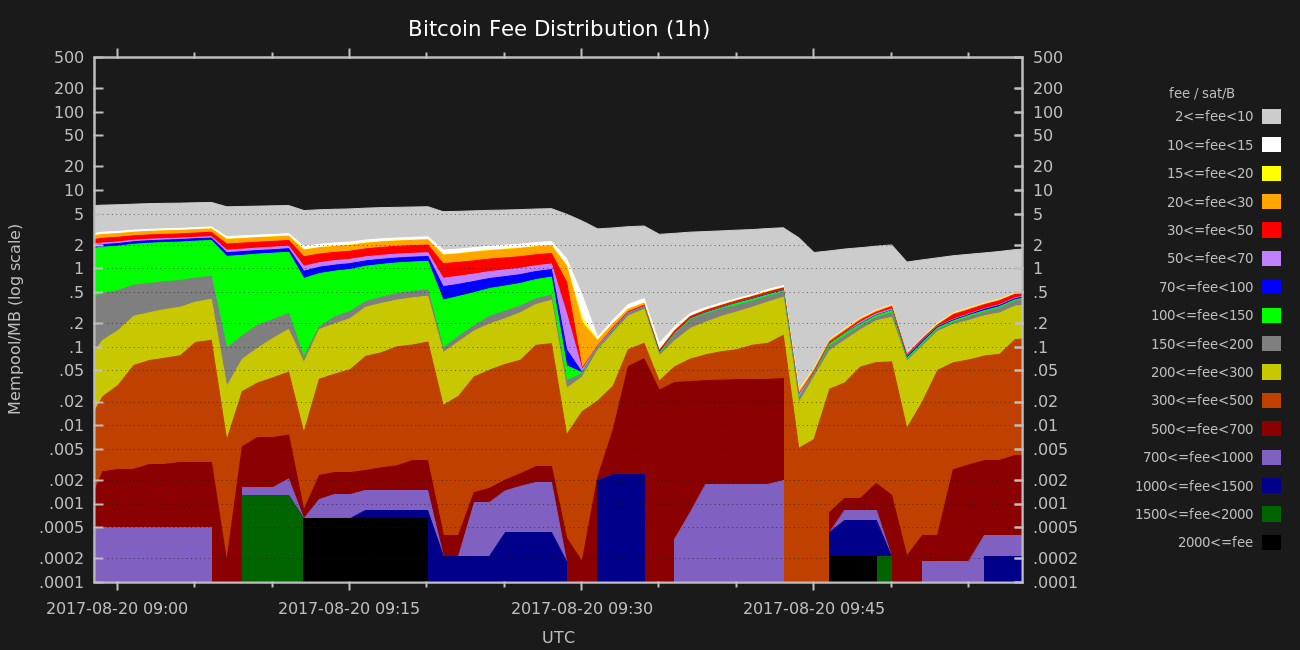 Bitcoin Fee Distribution (1h)
500 500
200 200
100 100
50 50
20 20
10 10
5 5
2 2
1 1
.5 .5
.2 .2
.1 .1
.05 .05
.02 .02
.01 .01
.005 .005
.002 .002
.001 .001
.0005 .0005
.0002 .0002
.0001 .0001
Mempool/MB (log scale)
2017-08-20 09:00 2017-08-20 09:15 2017-08-20 09:30 2017-08-20 09:45
UTC
fee / sat/B
2<=fee<10
10<=fee<15
15<=fee<20
20<=fee<30
30<=fee<50
50<=fee<70
70<=fee<100
100<=fee<150
150<=fee<200
200<=fee<300
300<=fee<500
500<=fee<700
700<=fee<1000
1000<=fee<1500
1500<=fee<2000
2000<=fee